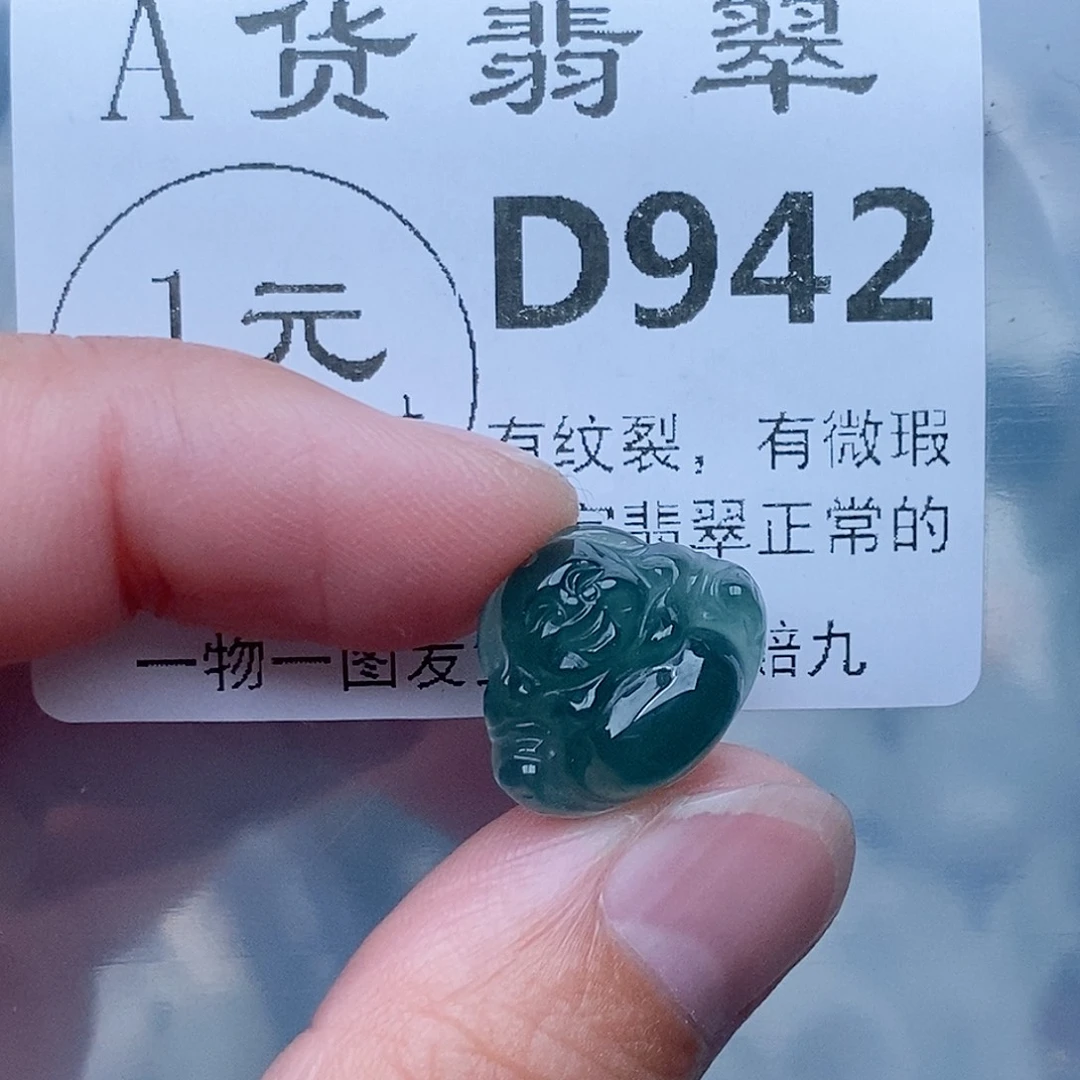 A货翡翠
D942
1元
有纹裂，有微瑕
翡翠正常的
一物一图发 赔九